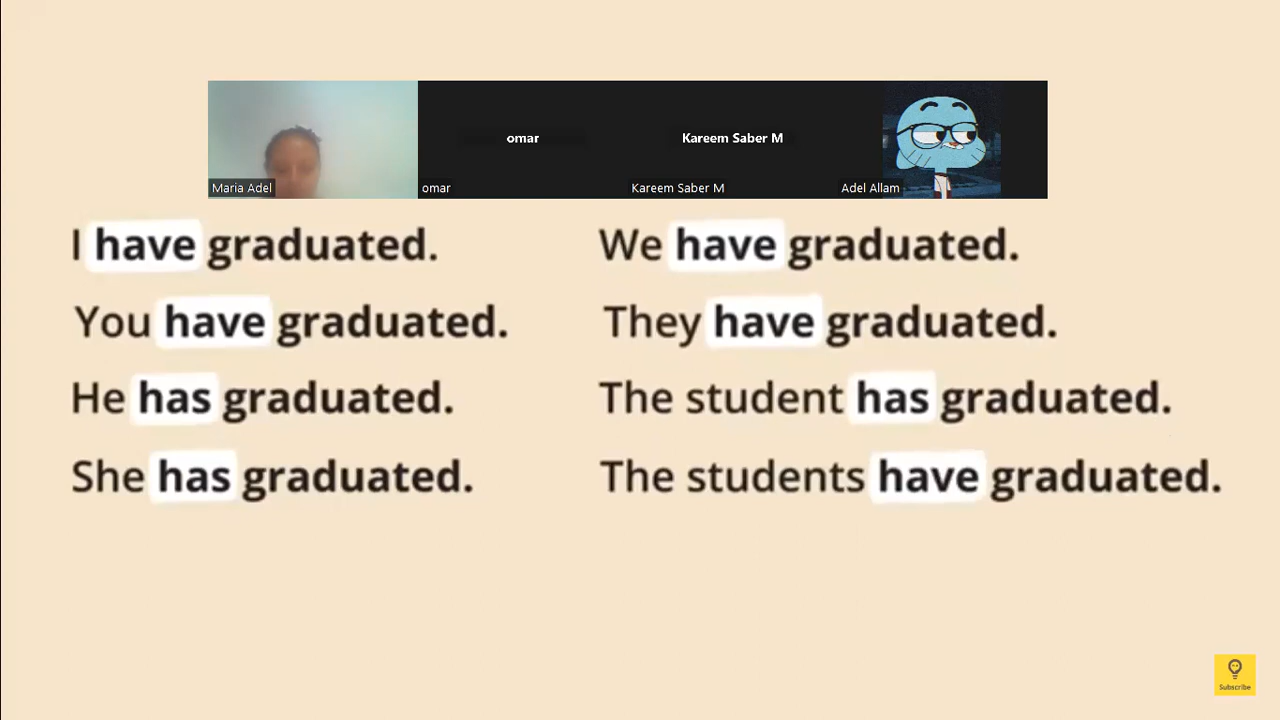 omar
Kareem Saber M
Maria Adel
omar
Kareem Saber M
Adel Allam
I have graduated.
You have graduated.
He has graduated.
She has graduated.
We have graduated.
They have graduated.
The student has graduated.
The students have graduated.
Subscribe